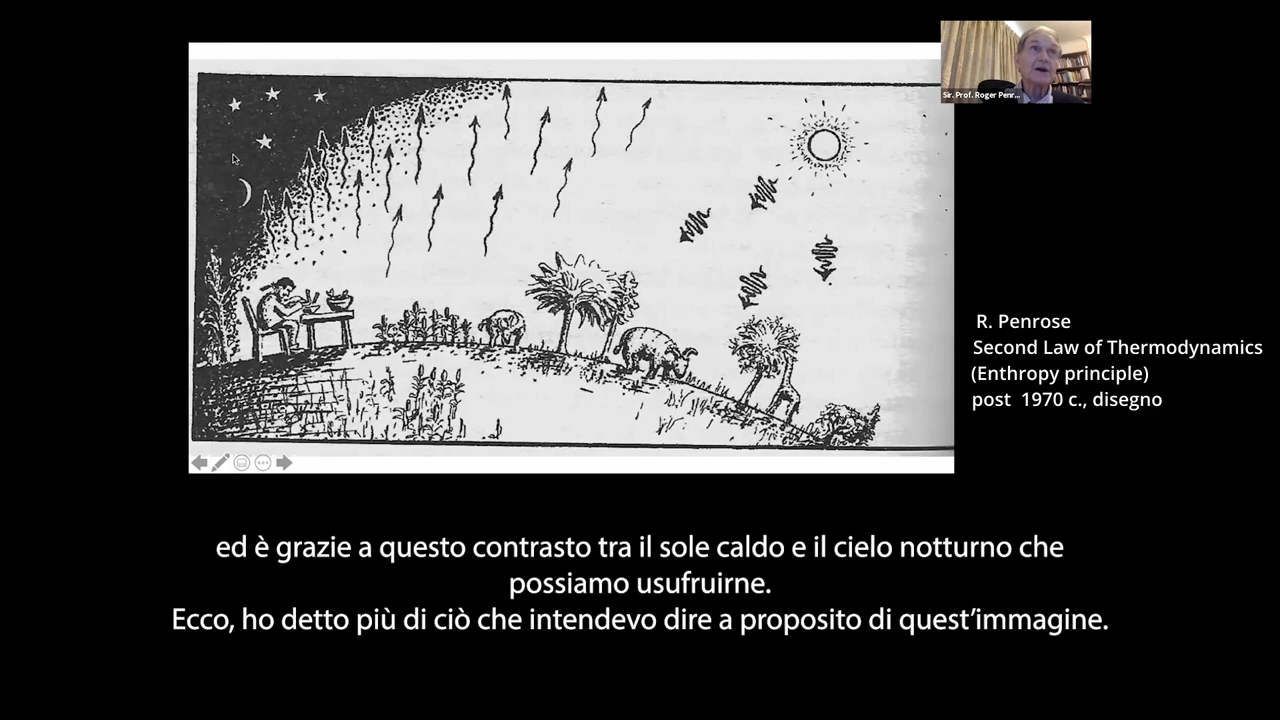 Sir. Prof. Roger Penr...
R. Penrose
Second Law of Thermodynamics
(Enthropy principle)
post 1970 c., disegno
ed è grazie a questo contrasto tra il sole caldo e il cielo notturno che
possiamo usufruirne.
Ecco, ho detto più di ciò che intendevo dire a proposito di quest’immagine.